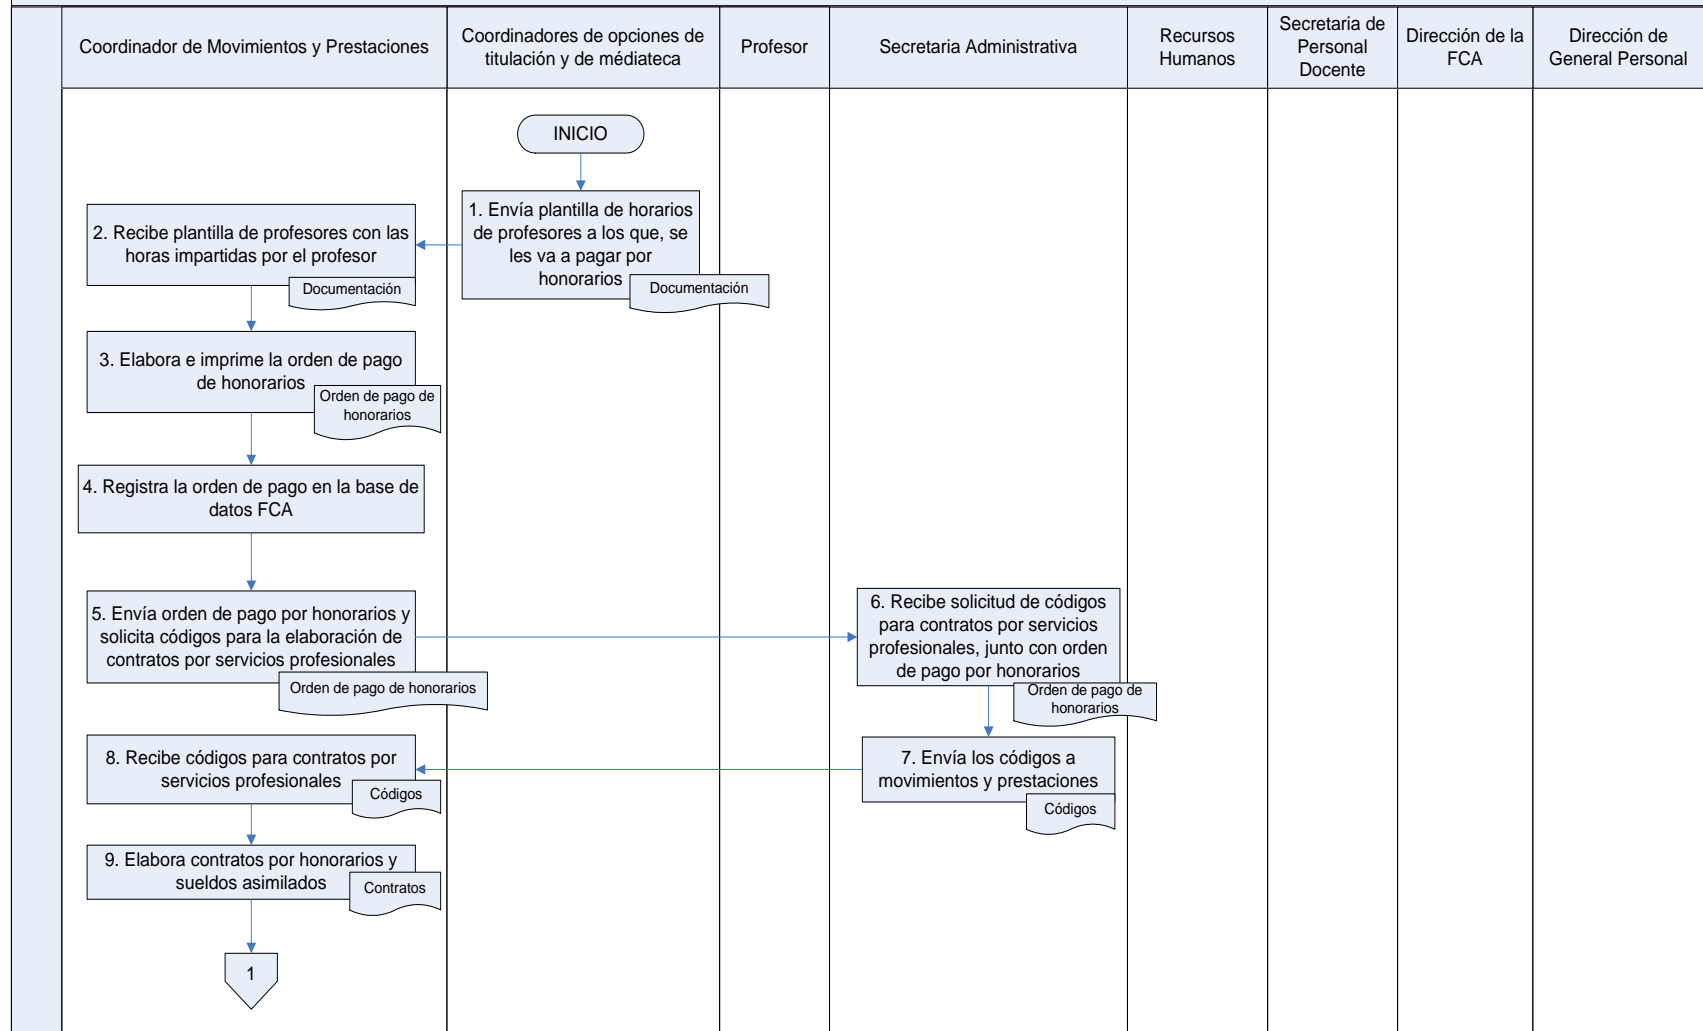 Coordinador de Movimientos y Prestaciones
Coordinadores de opciones de
titulación y de médiateca
Profesor
Secretaria Administrativa
Recursos
Humanos
Secretaria de
Personal
Docente
Dirección de la
FCA
Dirección de
General Personal
INICIO
1. Envía plantilla de horarios
de profesores a los que, se
les va a pagar por
honorarios
Documentación
2. Recibe plantilla de profesores con las
horas impartidas por el profesor
Documentación
3. Elabora e imprime la orden de pago
de honorarios
Orden de pago de
honorarios
4. Registra la orden de pago en la base de
datos FCA
5. Envía orden de pago por honorarios y
solicita códigos para la elaboración de
contratos por servicios profesionales
Orden de pago de honorarios
6. Recibe solicitud de códigos
para contratos por servicios
profesionales, junto con orden
de pago por honorarios
Orden de pago de
honorarios
7. Envía los códigos a
movimientos y prestaciones
Códigos
8. Recibe códigos para contratos por
servicios profesionales
Códigos
9. Elabora contratos por honorarios y
sueldos asimilados
Contratos
1